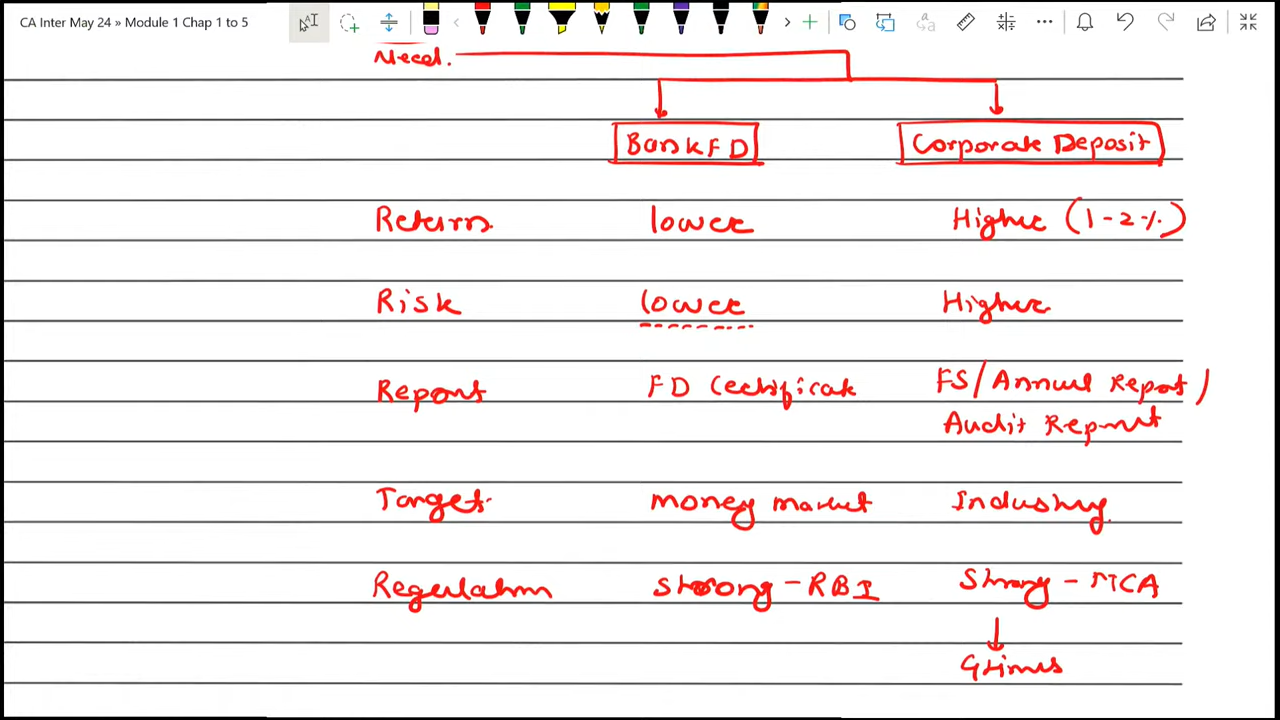 CA Inter May 24 » Module 1 Chap 1 to 5
Need.
Bank FD Corporate Deposit
Returns lower Higher (1-2%)
Risk lower Higher
Report FD Certificate FS/Annual Report/
Audit Report
Target money market Industry
Regulation strong - RBI Strong - MCA